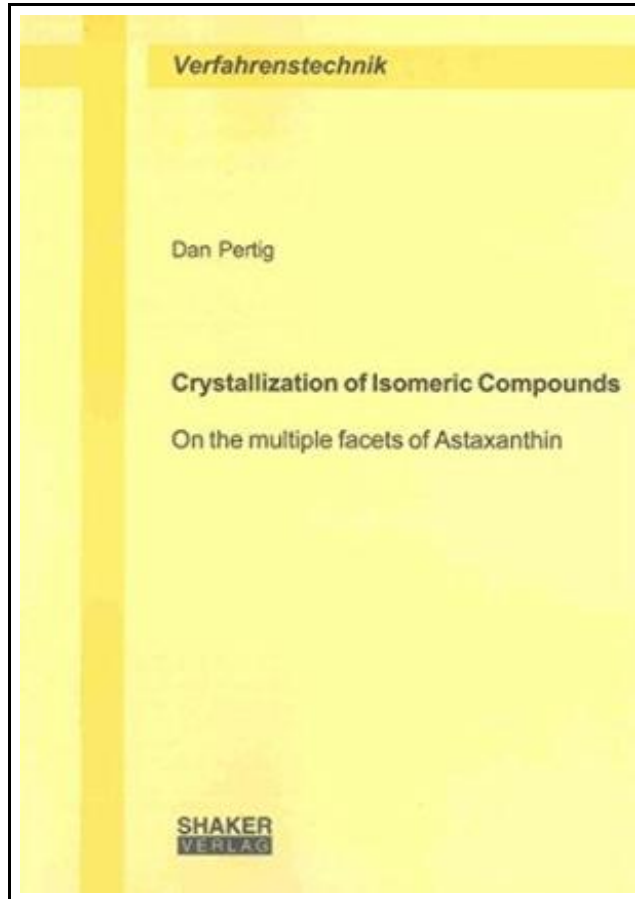 Verfahrenstechnik
Dan Pertig
Crystallization of Isomeric Compounds
On the multiple facets of Astaxanthin
SHAKER
VERLAG